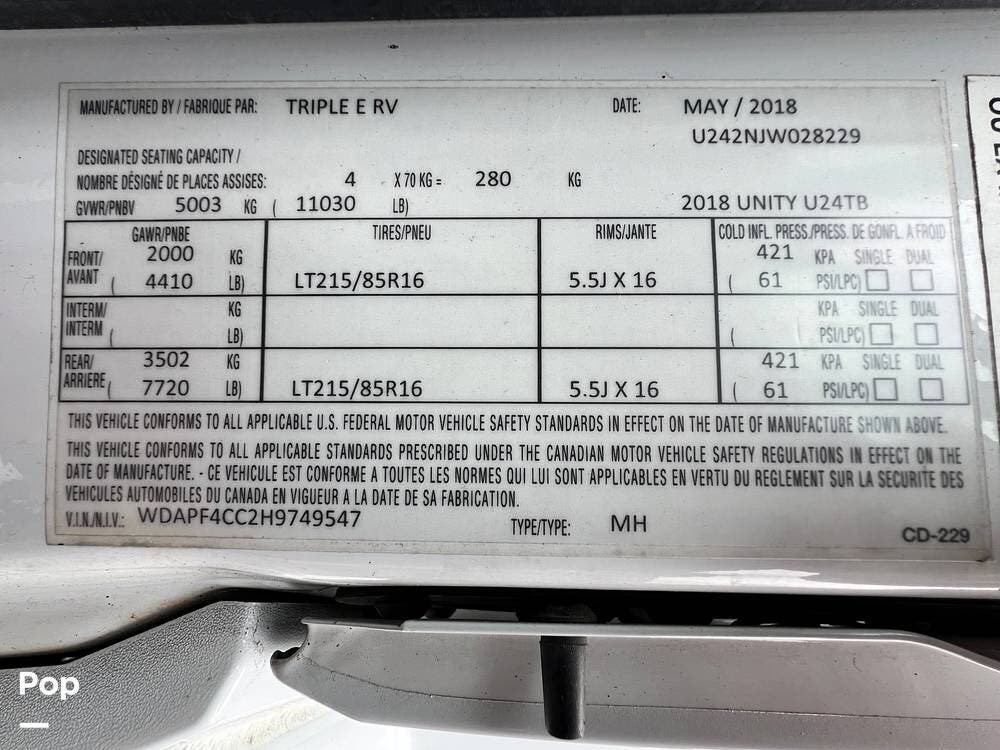 MANUFACTURED BY / FABRIQUE PAR: TRIPLE E RV DATE: MAY / 2018
U242NJW028229
DESIGNATED SEATING CAPACITY /
NOMBRE DÉSIGNÉ DE PLACES ASSISES: 4 X 70 KG = 280 KG
GVWR/PNBV 5003 KG ( 11030 LB) 2018 UNITY U24TB
GAWR/PNBE TIRES/PNEU RIMS/JANTE COLD INFL. PRESS./PRESS. DE GONFL. A FROID
FRONT/ 2000 KG 421 KPA SINGLE DUAL
AVANT ( 4410 LB) LT215/85R16 5.5J X 16 ( 61 PSI/LPC)
INTERM/ KG KPA SINGLE DUAL
INTERM ( LB) ( PSI/LPC)
REAR/ 3502 KG 421 KPA SINGLE DUAL
ARRIERE ( 7720 LB) LT215/85R16 5.5J X 16 ( 61 PSI/LPC)
THIS VEHICLE CONFORMS TO ALL APPLICABLE U.S. FEDERAL MOTOR VEHICLE SAFETY STANDARDS IN EFFECT ON THE DATE OF MANUFACTURE SHOWN ABOVE.
THIS VEHICLE CONFORMS TO ALL APPLICABLE STANDARDS PRESCRIBED UNDER THE CANADIAN MOTOR VEHICLE SAFETY REGULATIONS IN EFFECT ON THE
DATE OF MANUFACTURE. - CE VEHICULE EST CONFORME A TOUTES LES NORMES QUI LUI SONT APPLICABLES EN VERTU DU REGLEMENT SUR LA SECURITE DES
VEHICULES AUTOMOBILES DU CANADA EN VIGUEUR A LA DATE DE SA FABRICATION.
V.I.N./N.I.V.: WDAPF4CC2H9749547 TYPE/TYPE: MH
CD-229
Pop